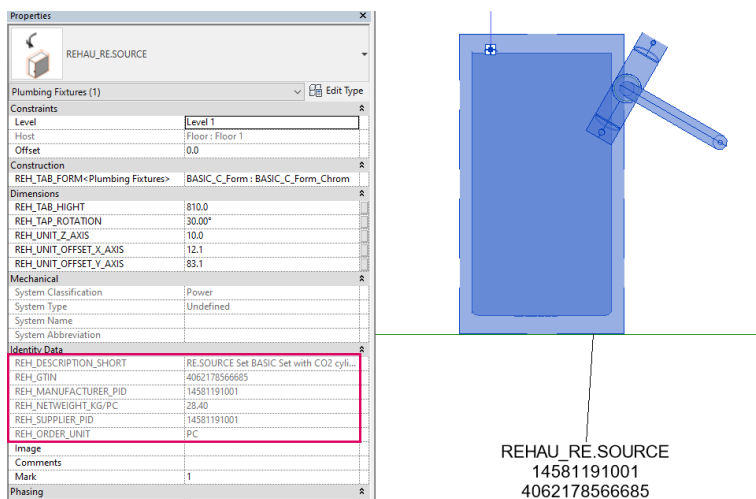 Properties
REHAU_RE.SOURCE
Plumbing Fixtures (1) Edit Type
Constraints
Level Level 1
Host Floor : Floor 1
Offset 0.0
Construction
REH_TAB_FORM<Plumbing Fixtures> BASIC_C_Form : BASIC_C_Form_Chrom
Dimensions
REH_TAB_HIGHT 810.0
REH_TAP_ROTATION 30.00°
REH_UNIT_Z_AXIS 10.0
REH_UNIT_OFFSET_X_AXIS 12.1
REH_UNIT_OFFSET_Y_AXIS 83.1
Mechanical
System Classification Power
System Type Undefined
System Name
System Abbreviation
Identity Data
REH_DESCRIPTION_SHORT RE.SOURCE Set BASIC Set with CO2 cyli...
REH_GTIN 4062178566685
REH_MANUFACTURER_PID 14581191001
REH_NETWEIGHT_KG/PC 28.40
REH_SUPPLIER_PID 14581191001
REH_ORDER_UNIT PC
Image
Comments
Mark 1
Phasing
REHAU_RE.SOURCE
14581191001
4062178566685